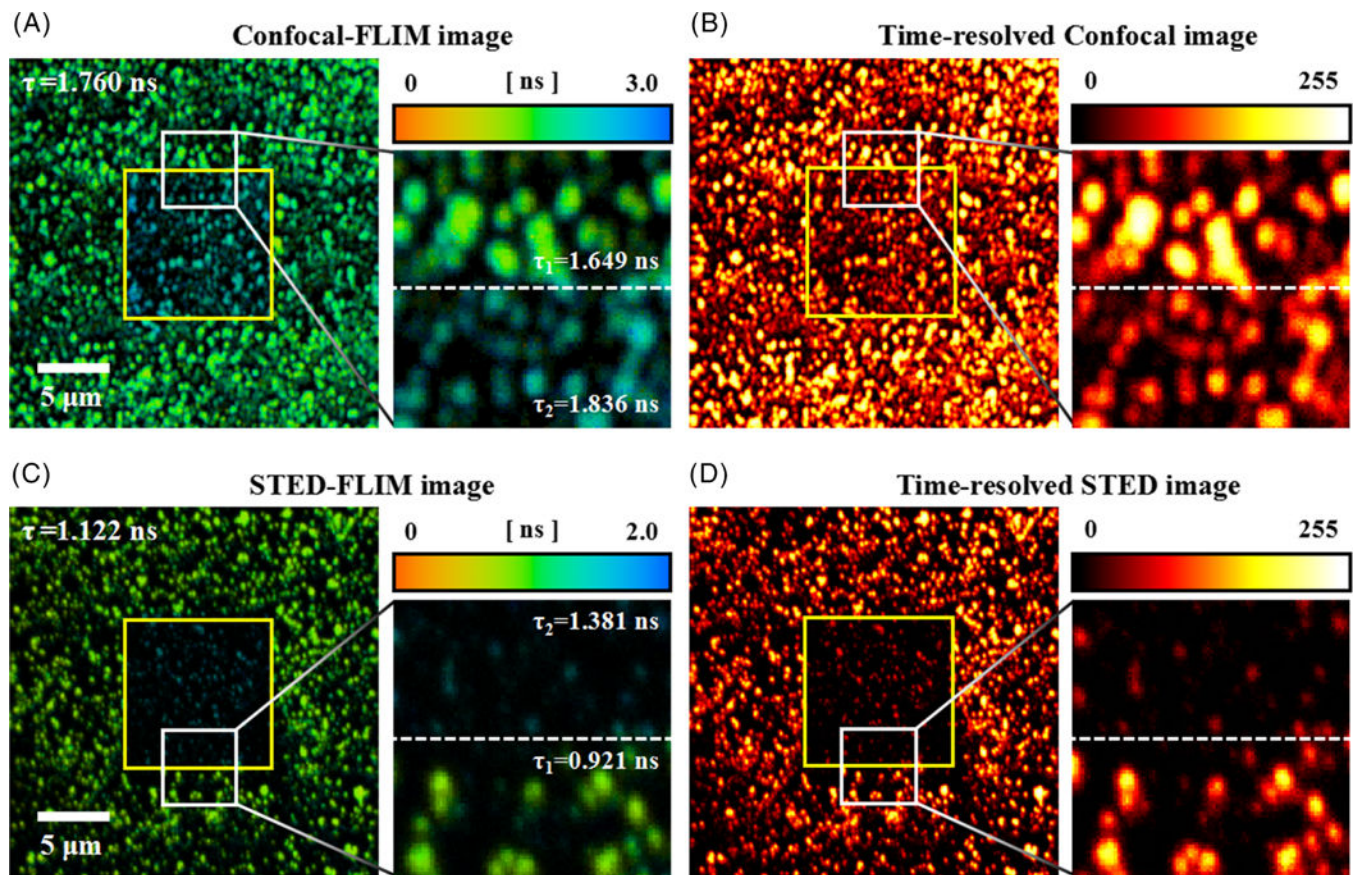 (A)
Confocal-FLIM image
τ=1.760 ns
0 [ ns ] 3.0
τ1=1.649 ns
τ2=1.836 ns
5 μm
(B)
Time-resolved Confocal image
0 255
(C)
STED-FLIM image
τ=1.122 ns
0 [ ns ] 2.0
τ2=1.381 ns
τ1=0.921 ns
5 μm
(D)
Time-resolved STED image
0 255